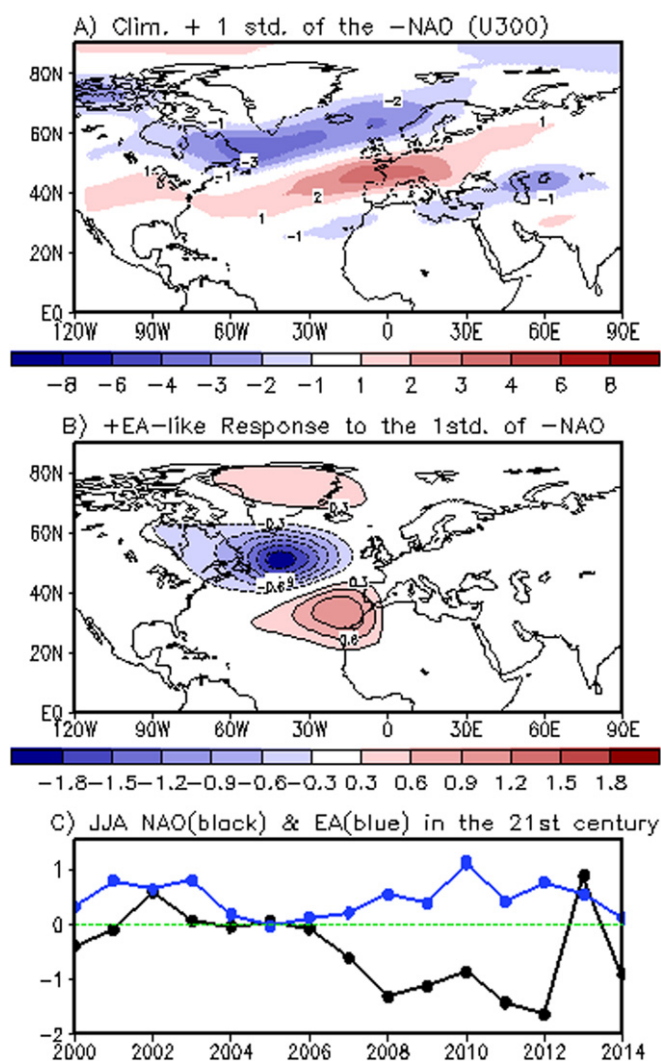 A) Clim. + 1 std. of the -NAO (U300)
80N
60N
40N
20N
EQ
-1
-2
-3
-1
1
1
2
1
-1
1
-1
120W 90W 60W 30W 0 30E 60E 90E
-8 -6 -4 -3 -2 -1 1 2 3 4 6 8
B) +EA-like Response to the 1std. of -NAO
80N
60N
40N
20N
EQ
0.3
-0.3
0.3
0.6
120W 90W 60W 30W 0 30E 60E 90E
-1.8 -1.5 -1.2 -0.9 -0.6 -0.3 0.3 0.6 0.9 1.2 1.5 1.8
C) JJA NAO(black) & EA(blue) in the 21st century
1
0
-1
-2
2000 2002 2004 2006 2008 2010 2012 2014